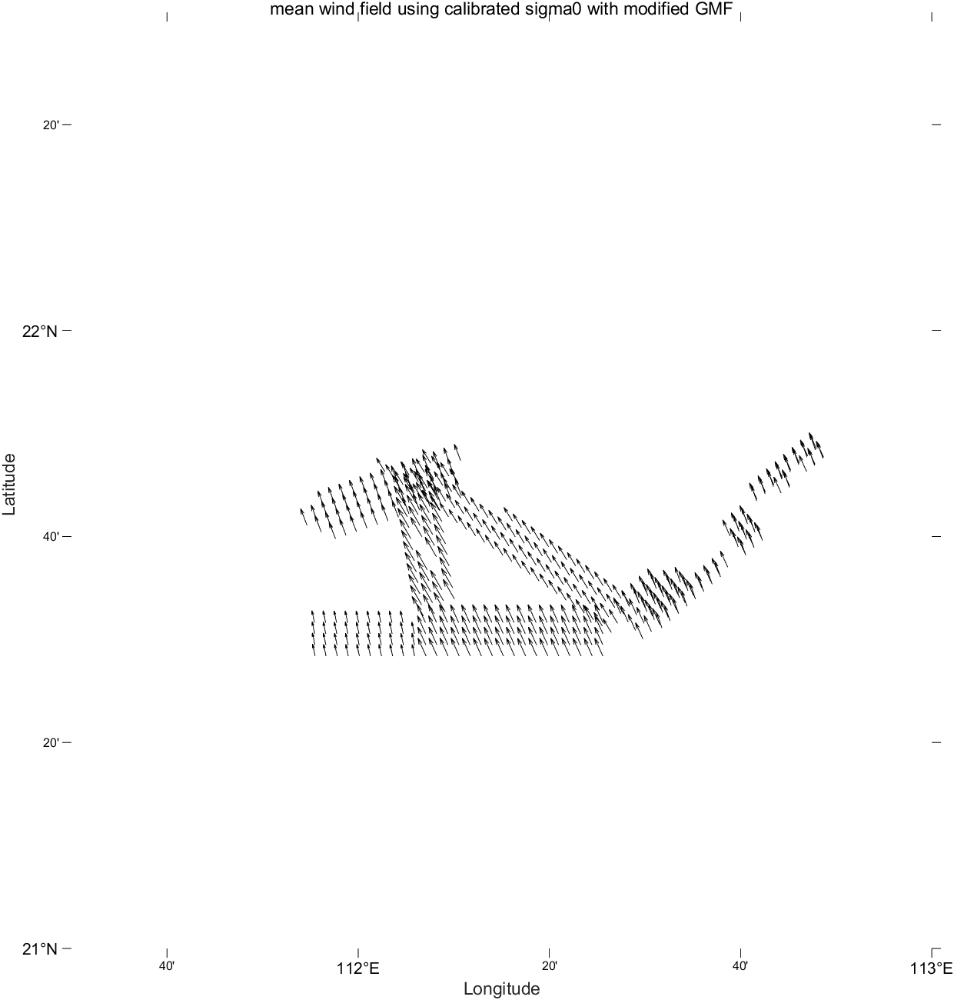 mean wind field using calibrated sigma0 with modified GMF
20'
22°N
Latitude
40'
20'
21°N
40'
112°E
20'
40'
113°E
Longitude